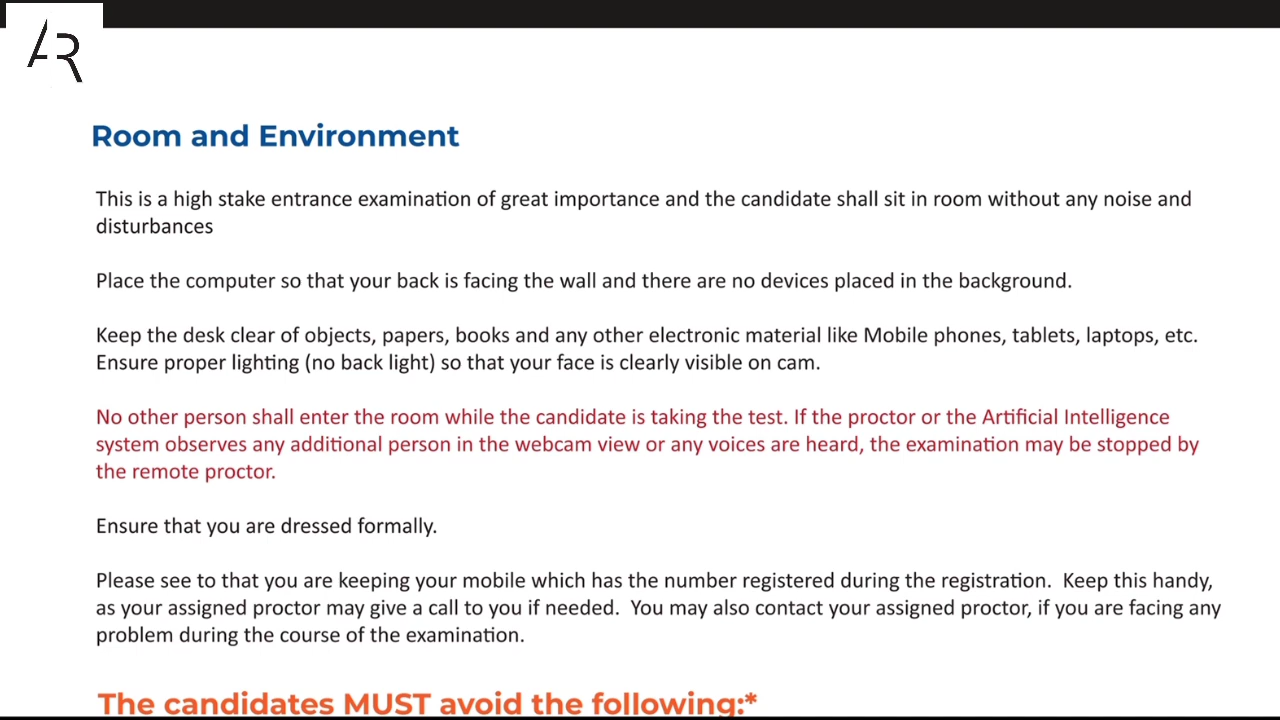 AR
Room and Environment
This is a high stake entrance examination of great importance and the candidate shall sit in room without any noise and
disturbances
Place the computer so that your back is facing the wall and there are no devices placed in the background.
Keep the desk clear of objects, papers, books and any other electronic material like Mobile phones, tablets, laptops, etc.
Ensure proper lighting (no back light) so that your face is clearly visible on cam.
No other person shall enter the room while the candidate is taking the test. If the proctor or the Artificial Intelligence
system observes any additional person in the webcam view or any voices are heard, the examination may be stopped by
the remote proctor.
Ensure that you are dressed formally.
Please see to that you are keeping your mobile which has the number registered during the registration.  Keep this handy,
as your assigned proctor may give a call to you if needed.  You may also contact your assigned proctor, if you are facing any
problem during the course of the examination.
The candidates MUST avoid the following:*